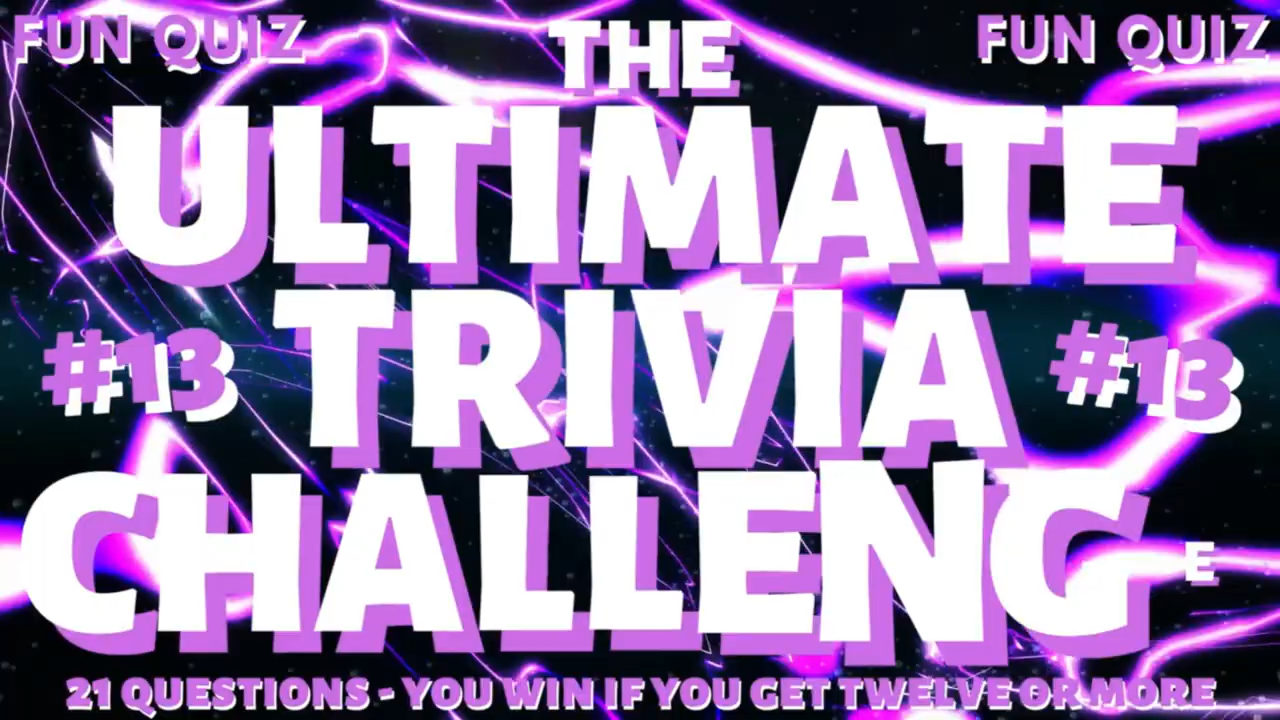 FUN QUIZ
THE
FUN QUIZ
ULTIMATE
#13
TRIVIA
#13
CHALLENGE
21 QUESTIONS - YOU WIN IF YOU GET TWELVE OR MORE